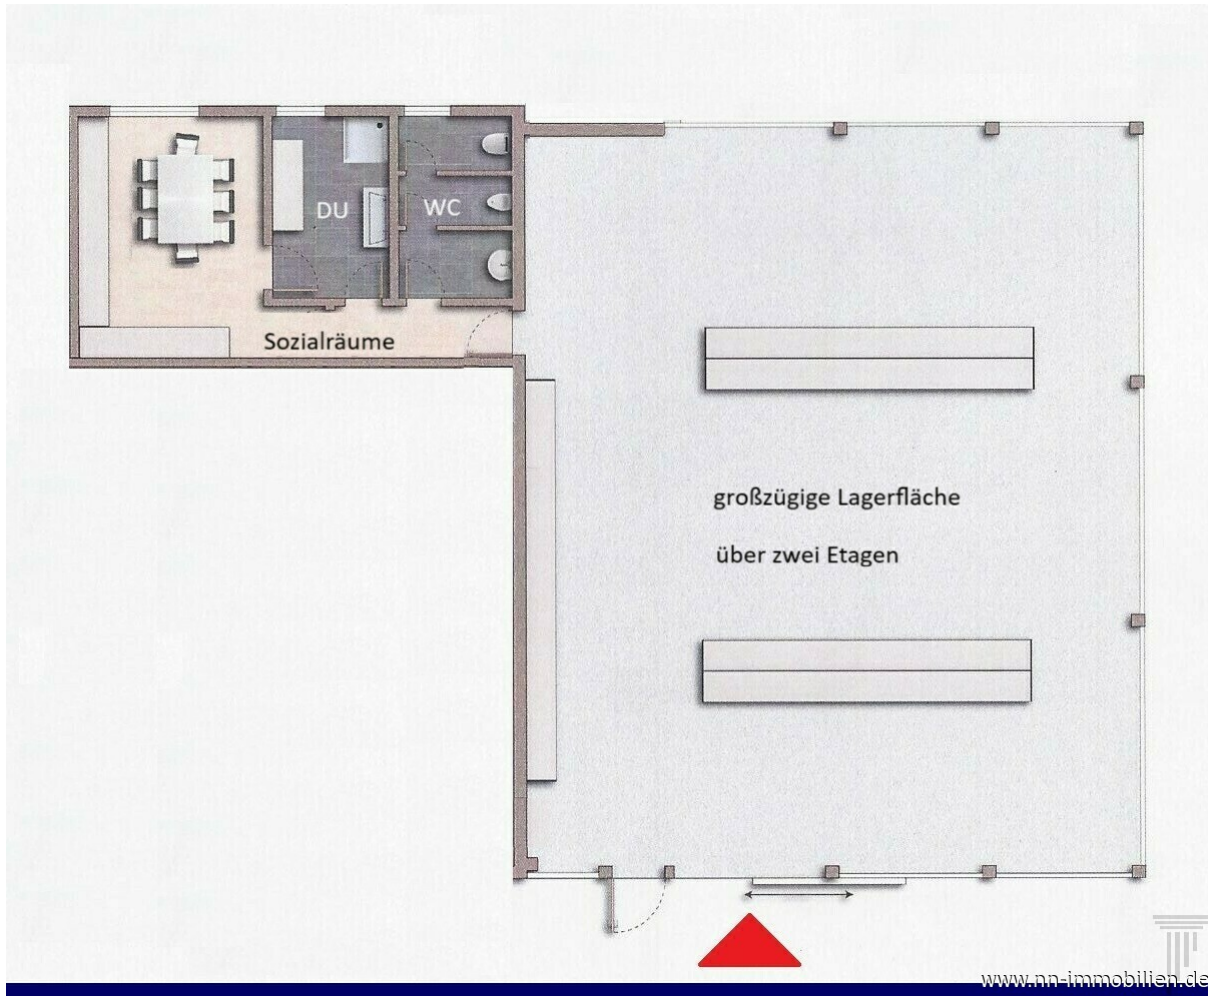 DU
WC
Sozialräume
großzügige Lagerfläche
über zwei Etagen
www.nn-immobilien.de